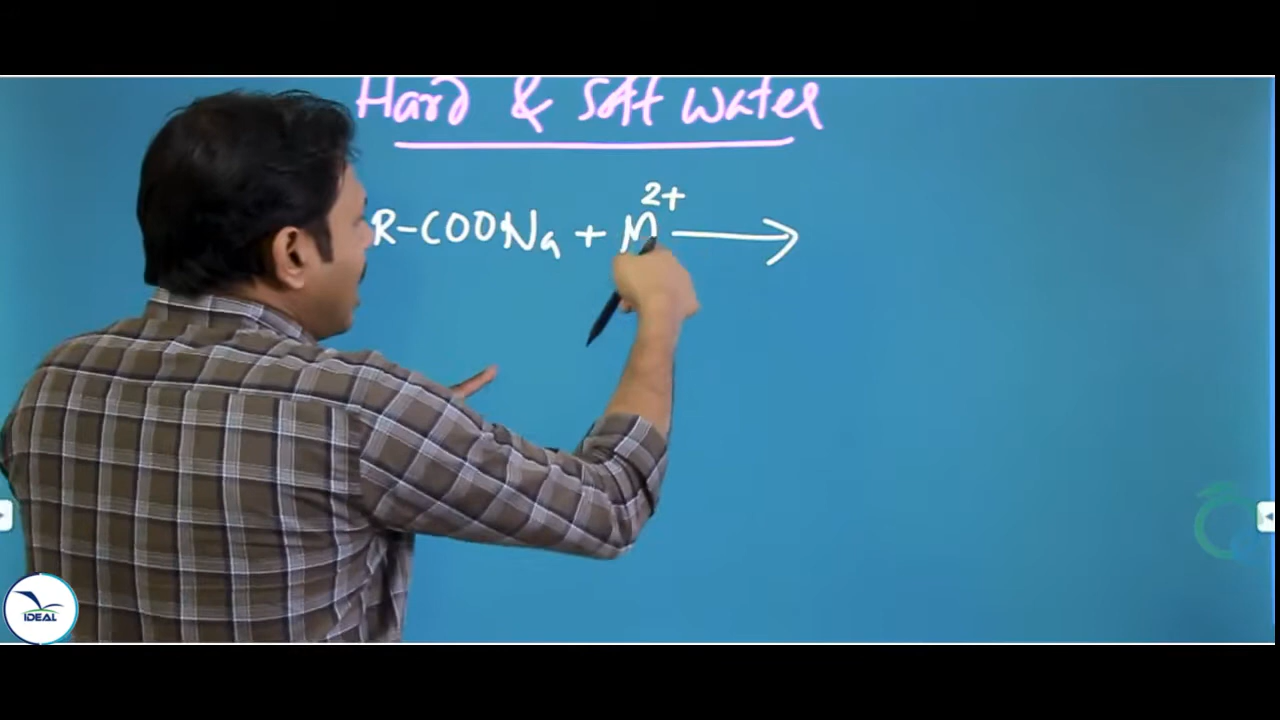 Hard & Soft water
R-COONa + M²⁺ ⟶
IDEAL